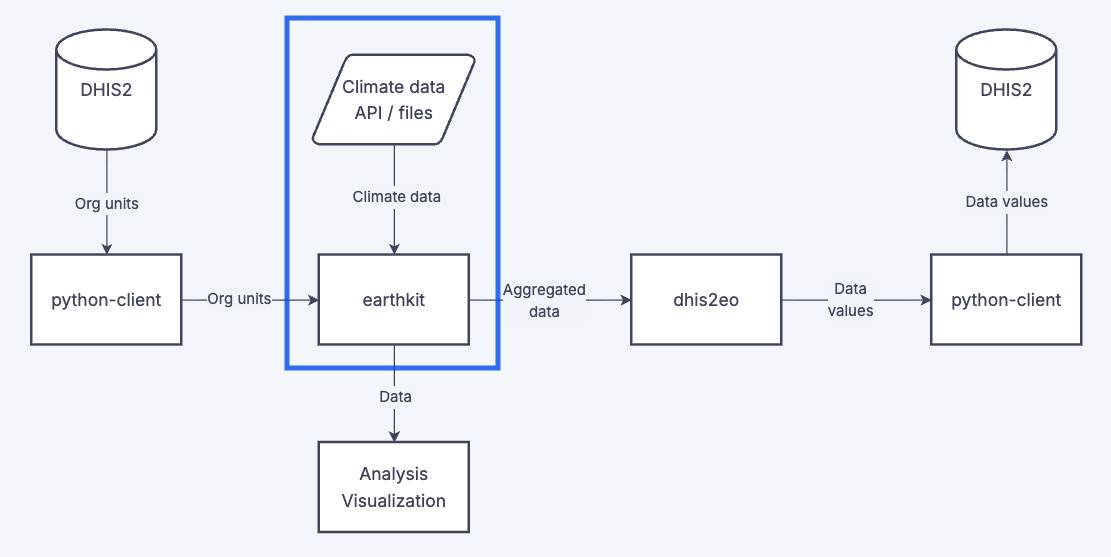 DHIS2
Climate data
API / files
DHIS2
Org units
Climate data
Data values
python-client
Org units
earthkit
Aggregated
data
dhis2eo
Data
values
python-client
Data
Analysis
Visualization